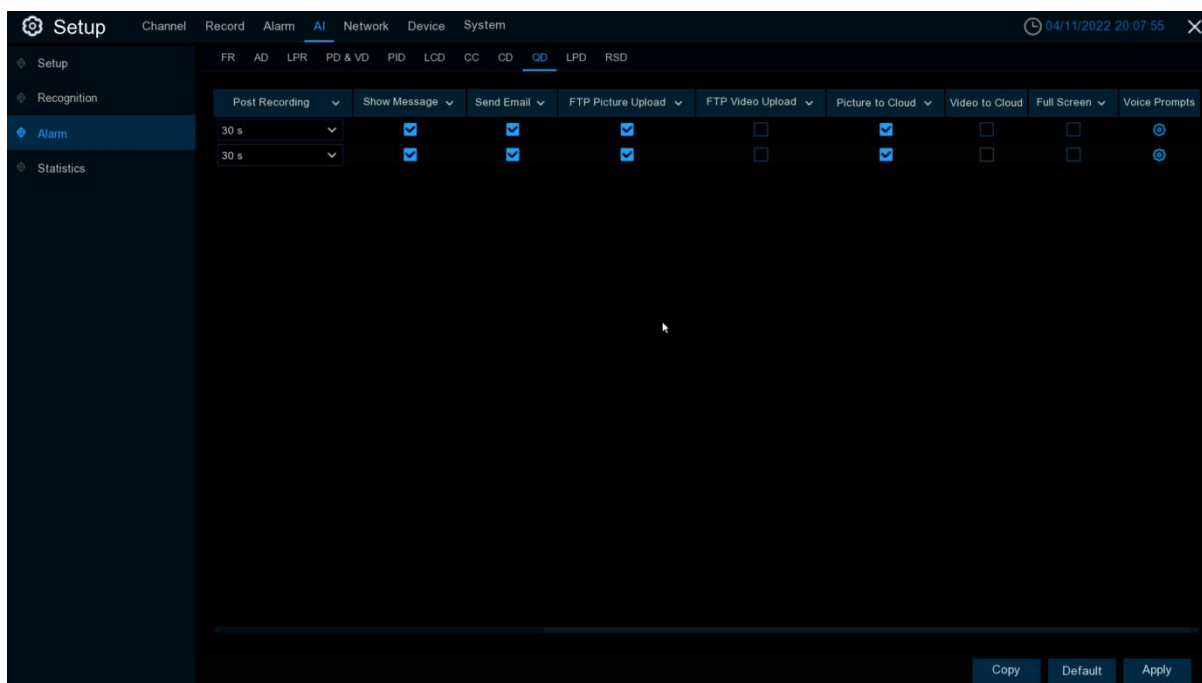 Setup Channel Record Alarm AI Network Device System 04/11/2022 20:07:55
Setup FR AD LPR PD & VD PID LCD CC CD QD LPD RSD
Recognition
Post Recording Show Message Send Email FTP Picture Upload FTP Video Upload Picture to Cloud Video to Cloud Full Screen Voice Prompts
Alarm
30 s
30 s
Statistics
Copy Default Apply